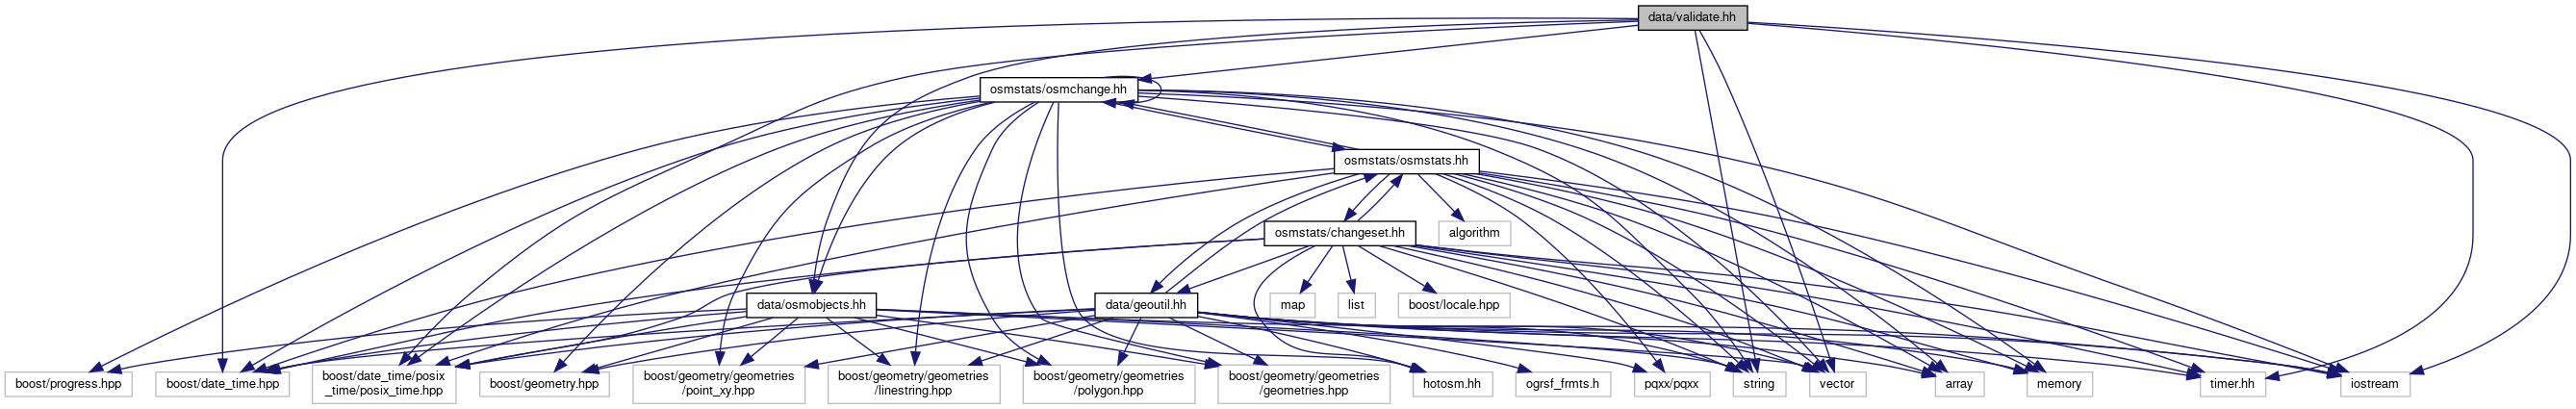 data/validate.hh
osmstats/osmchange.hh
osmstats/osmstats.hh
osmstats/changeset.hh
algorithm
data/osmobjects.hh
data/geoutil.hh
map
list
boost/locale.hpp
boost/progress.hpp
boost/date_time.hpp
boost/date_time/posix
_time/posix_time.hpp
boost/geometry.hpp
boost/geometry/geometries
/point_xy.hpp
boost/geometry/geometries
/linestring.hpp
boost/geometry/geometries
/polygon.hpp
boost/geometry/geometries
/geometries.hpp
hotosm.hh
ogrsf_frmts.h
pqxx/pqxx
string
vector
array
memory
timer.hh
iostream